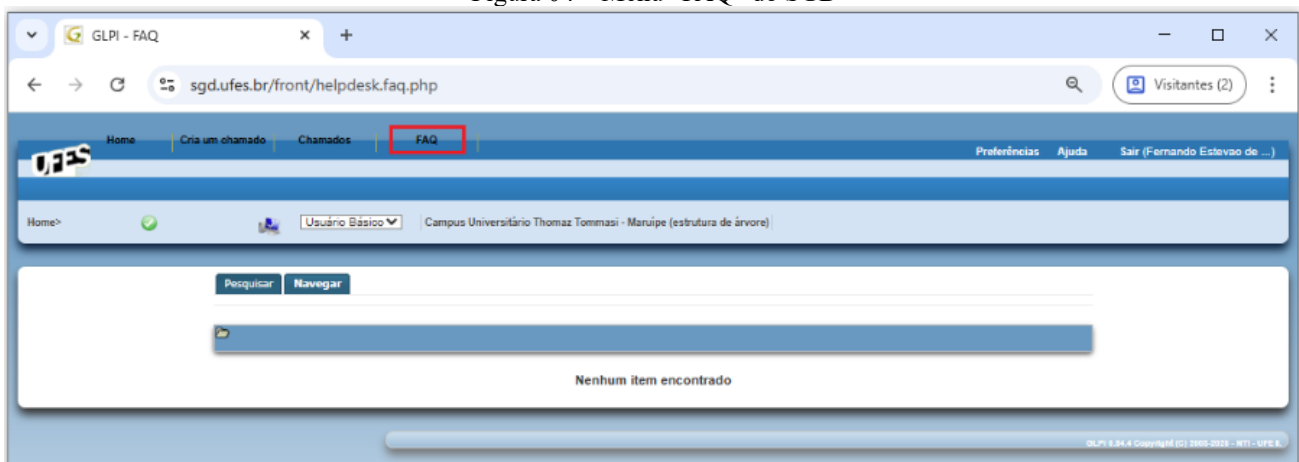 GLPI - FAQ
sgd.ufes.br/front/helpdesk.faq.php
Visitantes (2)
Home
Cria um chamado
Chamados
FAQ
UFES
Preferências
Ajuda
Sair (Fernando Estevao de ...)
Home>
Usuário Básico
Campus Universitário Thomaz Tommasi - Maruípe (estrutura de árvore)
Pesquisar
Navegar
Nenhum item encontrado